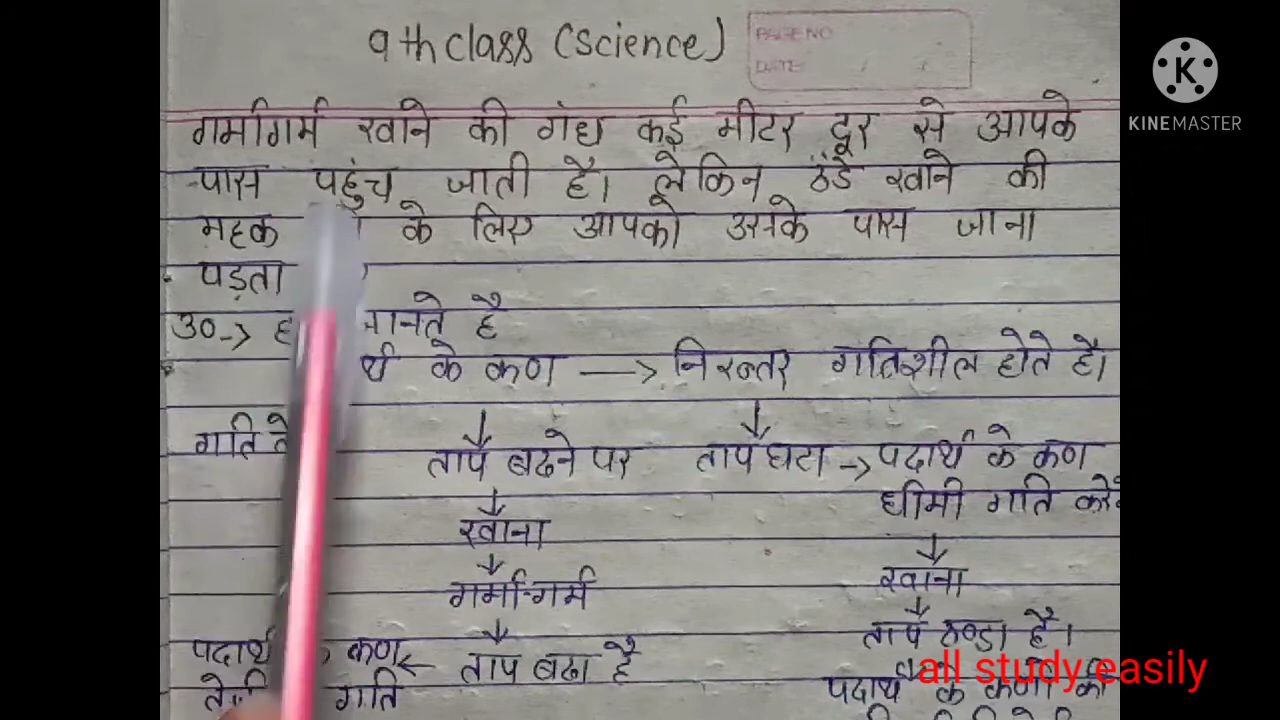 9th class (Science)
PAGE NO
DATE
KINEMASTER
गर्मागर्म खाने की गंध कई मीटर दूर से आपके
पास पहुंच जाती है। लेकिन ठंडे खाने की
महक के लिए आपको उसके पास जाना
पड़ता
उ०-> जानते है
के कण —> निरन्तर गतिशील होते है।
गति
ताप बढने पर ताप घटा -> पदार्थ के कण
धीमी गति
खाना
गर्मा-गर्म
खाना
ताप ठण्डा है।
पदार्थ कण <- ताप बढा है
गति
पदार्थ के कणो की
all study easily